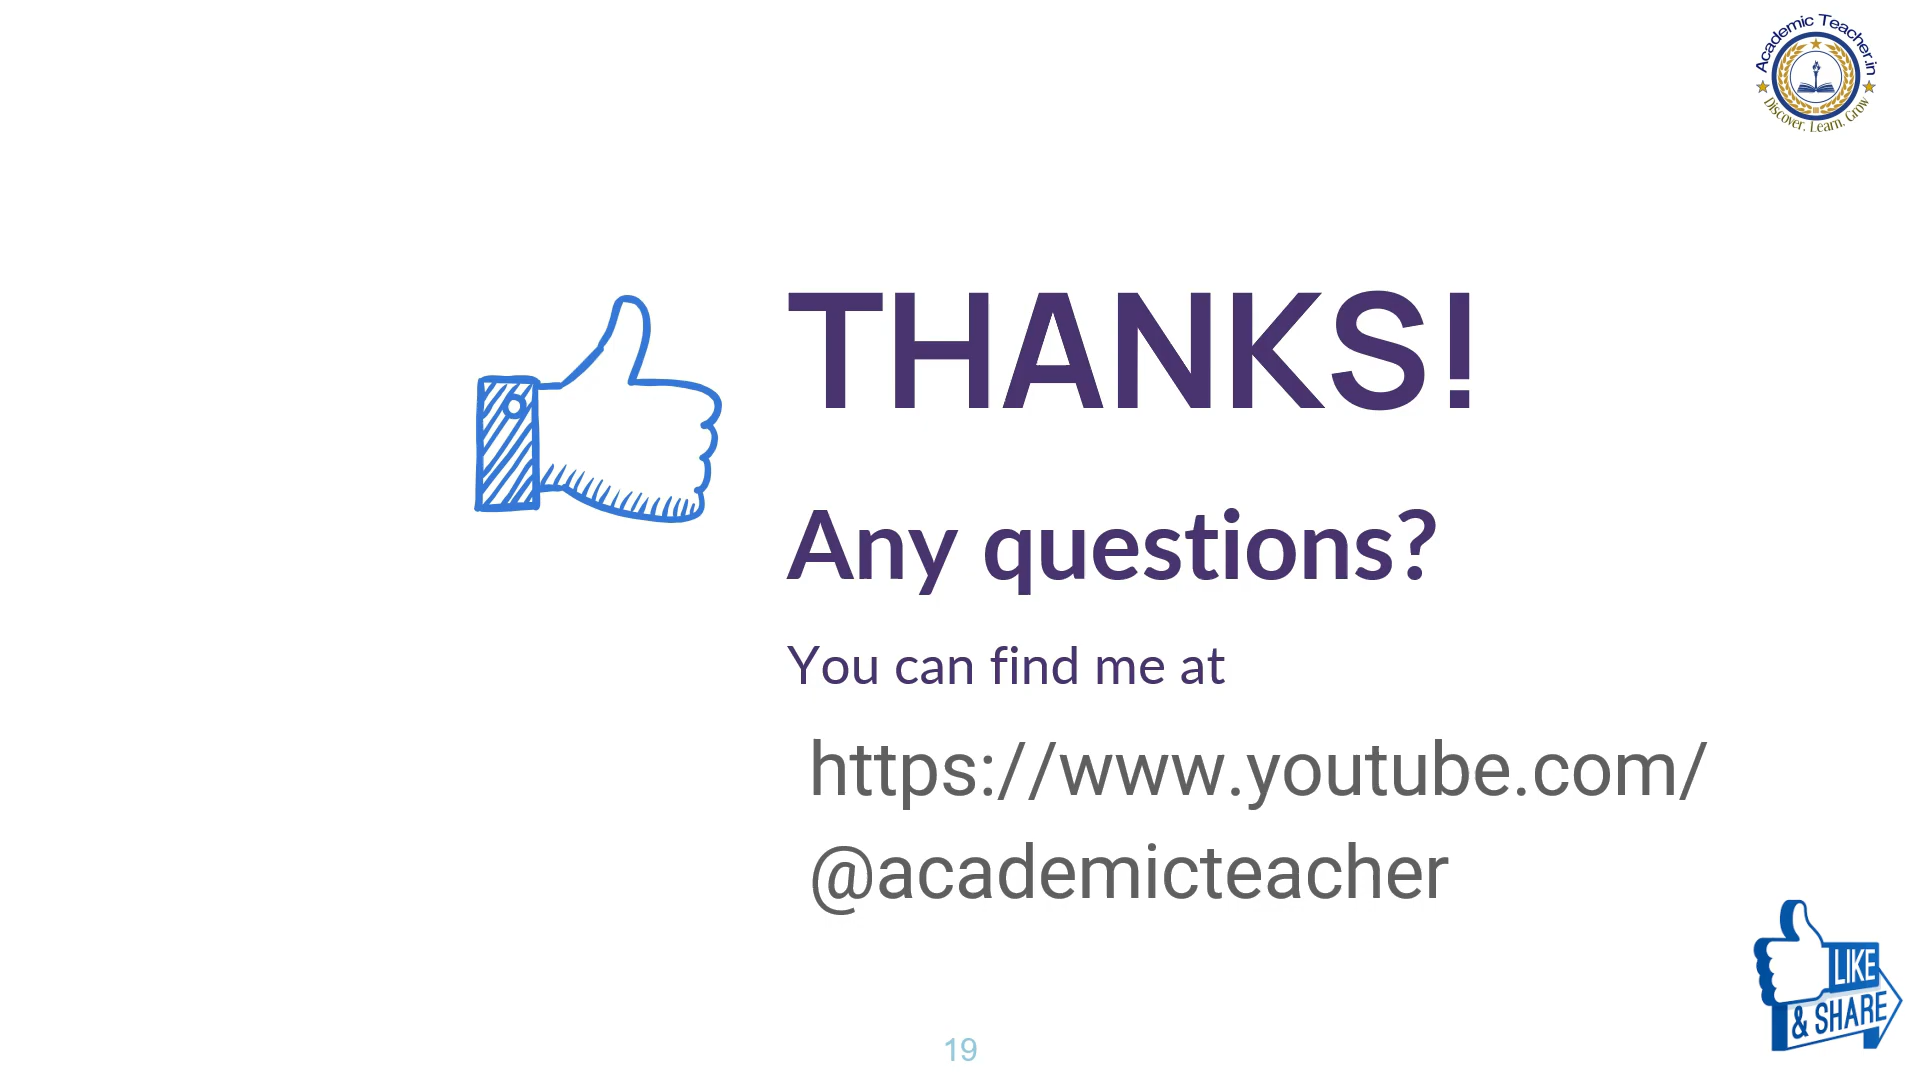 Academic Teacher.in
Discover. Learn. Grow
THANKS!
Any questions?
You can find me at
https://www.youtube.com/
@academicteacher
LIKE
& SHARE
19